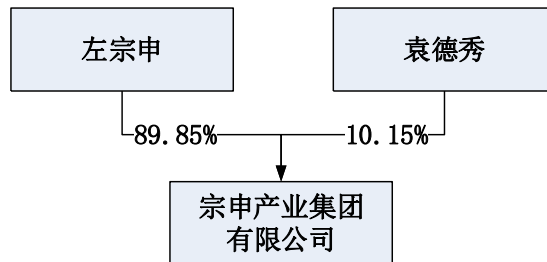 左宗申
袁德秀
89.85%
10.15%
宗申产业集团
有限公司